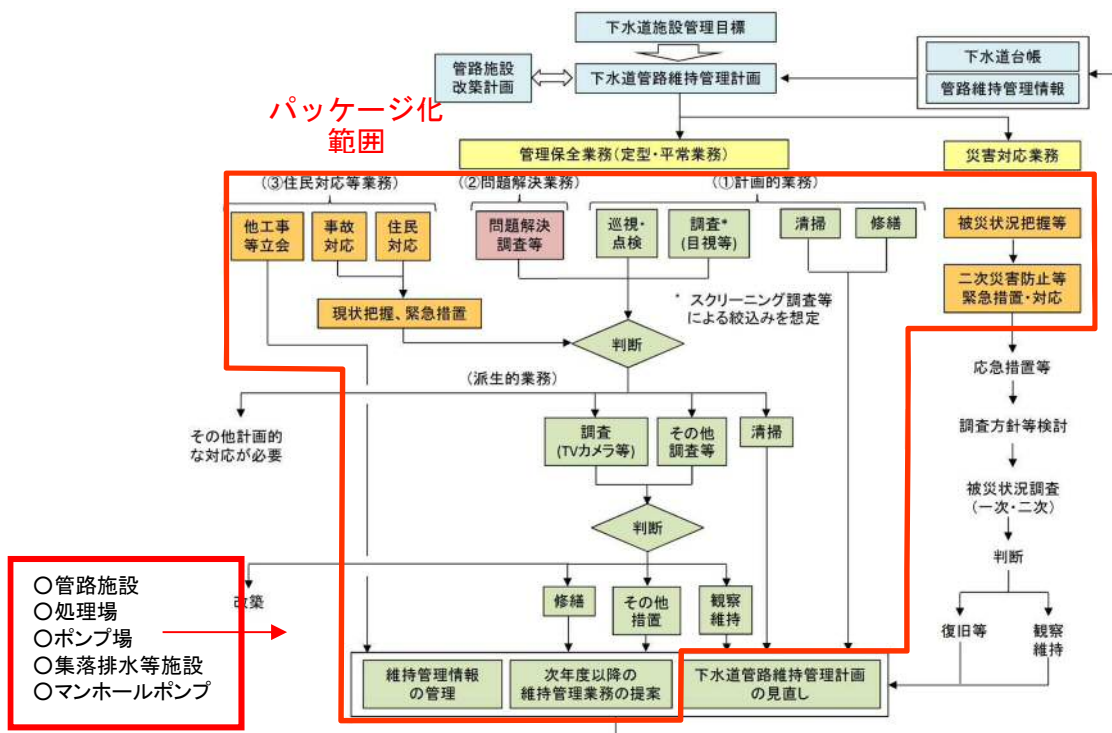 下水道施設管理目標
管路施設
改築計画
下水道管路維持管理計画
下水道台帳
管路維持管理情報
パッケージ化
範囲
管理保全業務(定型・平常業務)
災害対応業務
(③住民対応等業務)
(②問題解決業務)
(①計画的業務)
他工事
等立会
事故
対応
住民
対応
問題解決
調査等
巡視・
点検
調査*
(目視等)
清掃
修繕
被災状況把握等
二次災害防止等
緊急措置・対応
現状把握、緊急措置
* スクリーニング調査等
による絞込みを想定
判断
応急措置等
(派生的業務)
その他計画的
な対応が必要
調査
(TVカメラ等)
その他
調査等
清掃
調査方針等検討
被災状況調査
(一次・二次)
判断
判断
○管路施設
○処理場
○ポンプ場
○集落排水等施設
○マンホールポンプ
改築
修繕
その他
措置
観察
維持
復旧等
観察
維持
維持管理情報
の管理
次年度以降の
維持管理業務の提案
下水道管路維持管理計画
の見直し